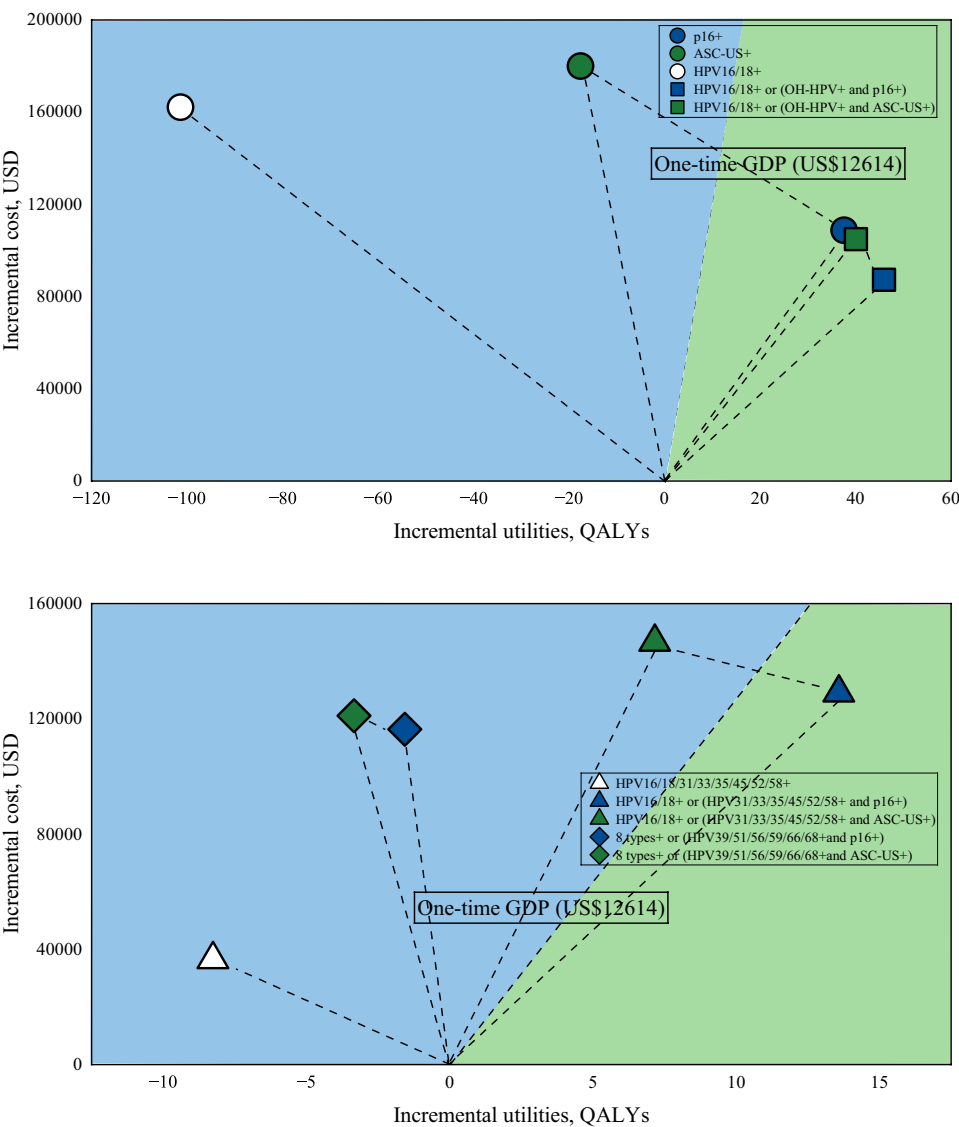 200000
160000
120000
80000
40000
0
Incremental cost, USD
p16+
ASC-US+
HPV16/18+
HPV16/18+ or (OH-HPV+ and p16+)
HPV16/18+ or (OH-HPV+ and ASC-US+)
One-time GDP (US$12614)
−120 −100 −80 −60 −40 −20 0 20 40 60
Incremental utilities, QALYs
160000
120000
80000
40000
0
Incremental cost, USD
HPV16/18/31/33/35/45/52/58+
HPV16/18+ or (HPV31/33/35/45/52/58+ and p16+)
HPV16/18+ or (HPV31/33/35/45/52/58+ and ASC-US+)
8 types+ or (HPV39/51/56/59/66/68+and p16+)
8 types+ or (HPV39/51/56/59/66/68+and ASC-US+)
One-time GDP (US$12614)
−10 −5 0 5 10 15
Incremental utilities, QALYs